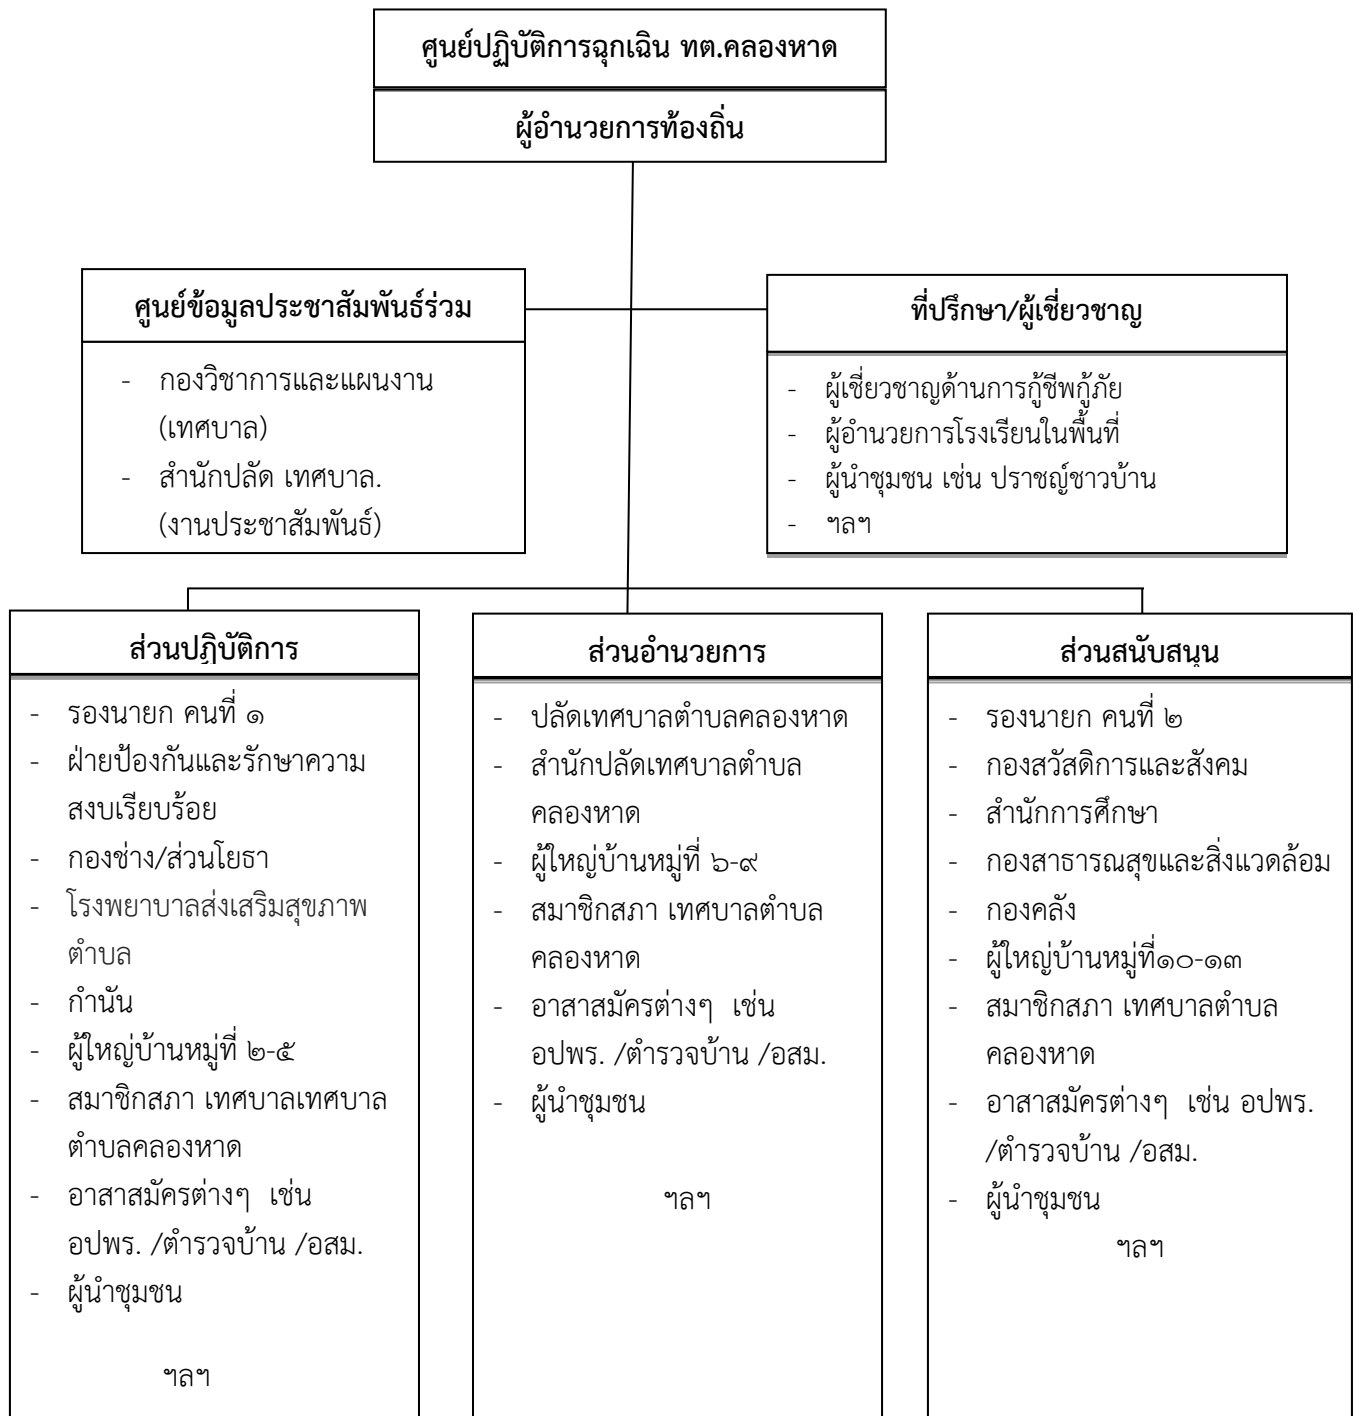 ศูนย์ปฏิบัติการฉุกเฉิน ทต.คลองหาด
ผู้อำนวยการท้องถิ่น
ศูนย์ข้อมูลประชาสัมพันธ์ร่วม
- กองวิชาการและแผนงาน
(เทศบาล)
- สำนักปลัด เทศบาล.
(งานประชาสัมพันธ์)
ที่ปรึกษา/ผู้เชี่ยวชาญ
- ผู้เชี่ยวชาญด้านการกู้ชีพกู้ภัย
- ผู้อำนวยการโรงเรียนในพื้นที่
- ผู้นำชุมชน เช่น ปราชญ์ชาวบ้าน
- ฯลฯ
ส่วนปฏิบัติการ
- รองนายก คนที่ ๑
- ฝ่ายป้องกันและรักษาความ
สงบเรียบร้อย
- กองช่าง/ส่วนโยธา
- โรงพยาบาลส่งเสริมสุขภาพ
ตำบล
- กำนัน
- ผู้ใหญ่บ้านหมู่ที่ ๒-๕
- สมาชิกสภา เทศบาลเทศบาล
ตำบลคลองหาด
- อาสาสมัครต่างๆ เช่น
อปพร. /ตำรวจบ้าน /อสม.
- ผู้นำชุมชน
ฯลฯ
ส่วนอำนวยการ
- ปลัดเทศบาลตำบลคลองหาด
- สำนักปลัดเทศบาลตำบล
คลองหาด
- ผู้ใหญ่บ้านหมู่ที่ ๖-๙
- สมาชิกสภา เทศบาลตำบล
คลองหาด
- อาสาสมัครต่างๆ เช่น
อปพร. /ตำรวจบ้าน /อสม.
- ผู้นำชุมชน
ฯลฯ
ส่วนสนับสนุน
- รองนายก คนที่ ๒
- กองสวัสดิการและสังคม
- สำนักการศึกษา
- กองสาธารณสุขและสิ่งแวดล้อม
- กองคลัง
- ผู้ใหญ่บ้านหมู่ที่๑๐-๑๓
- สมาชิกสภา เทศบาลตำบล
คลองหาด
- อาสาสมัครต่างๆ เช่น อปพร.
/ตำรวจบ้าน /อสม.
- ผู้นำชุมชน
ฯลฯ